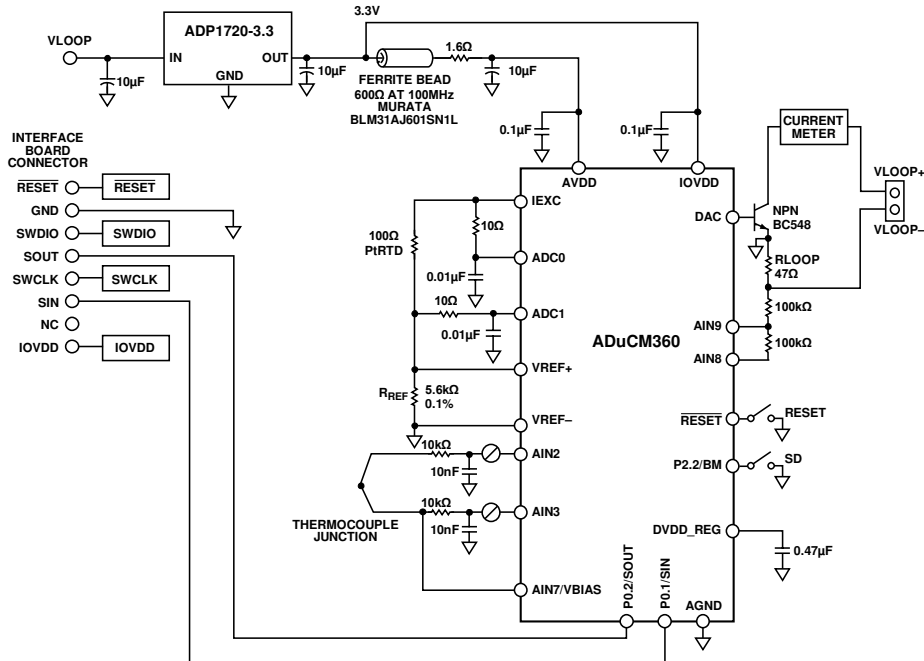 3.3V
ADP1720-3.3
VLOOP
IN
OUT
GND
10µF
10µF
1.6Ω
10µF
FERRITE BEAD
600Ω AT 100MHz
MURATA
BLM31AJ601SN1L
0.1µF
0.1µF
CURRENT
METER
INTERFACE
BOARD
CONNECTOR
RESET
RESET
GND
SWDIO
SWDIO
SOUT
SWCLK
SWCLK
SIN
NC
IOVDD
IOVDD
AVDD
IOVDD
IEXC
DAC
NPN
BC548
VLOOP+
VLOOP–
100Ω
PtRTD
10Ω
ADC0
0.01µF
RLOOP
47Ω
10Ω
ADC1
0.01µF
100kΩ
AIN9
100kΩ
AIN8
ADuCM360
VREF+
RREF
5.6kΩ
0.1%
VREF–
RESET
RESET
10kΩ
AIN2
10nF
P2.2/BM
SD
10kΩ
AIN3
10nF
THERMOCOUPLE
JUNCTION
DVDD_REG
0.47µF
AIN7/VBIAS
P0.2/SOUT
P0.1/SIN
AGND